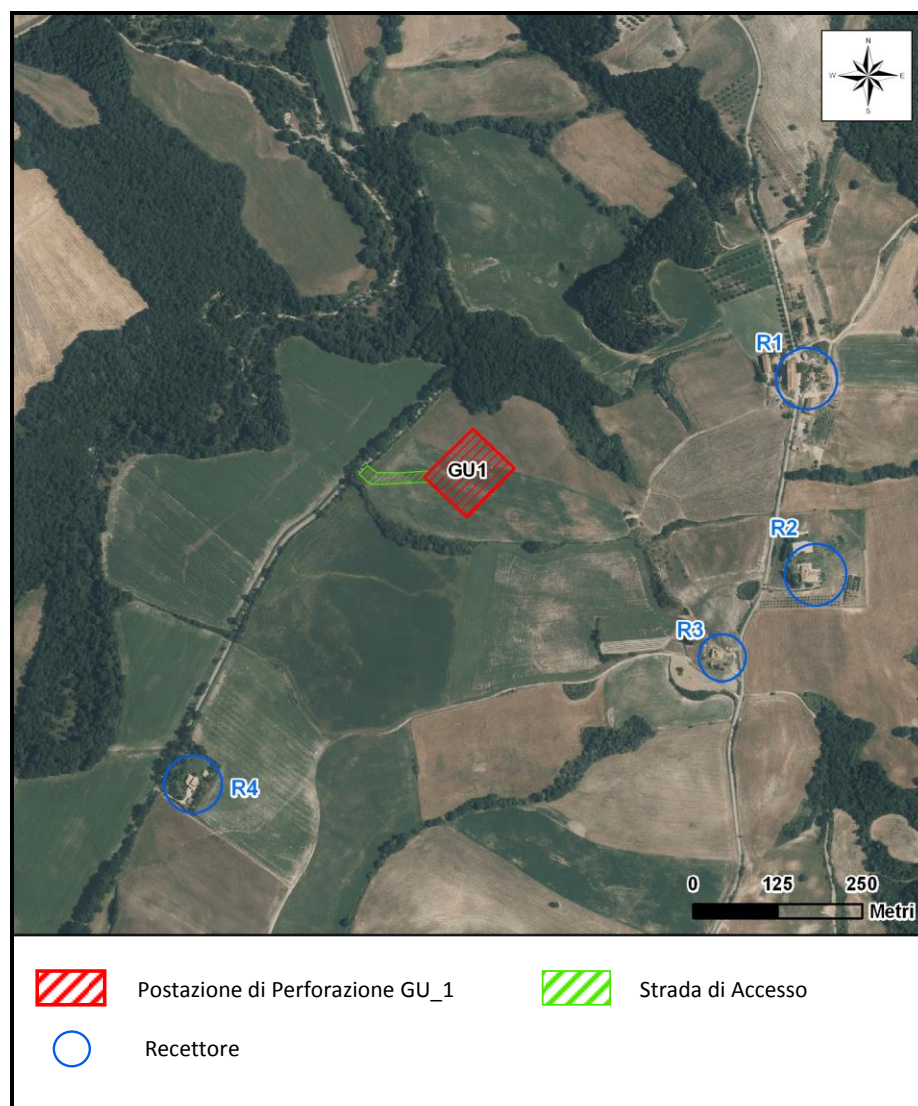 N
W E
S
R1
GU1
R2
R3
R4
0 125 250
Metri
Postazione di Perforazione GU_1
Strada di Accesso
Recettore